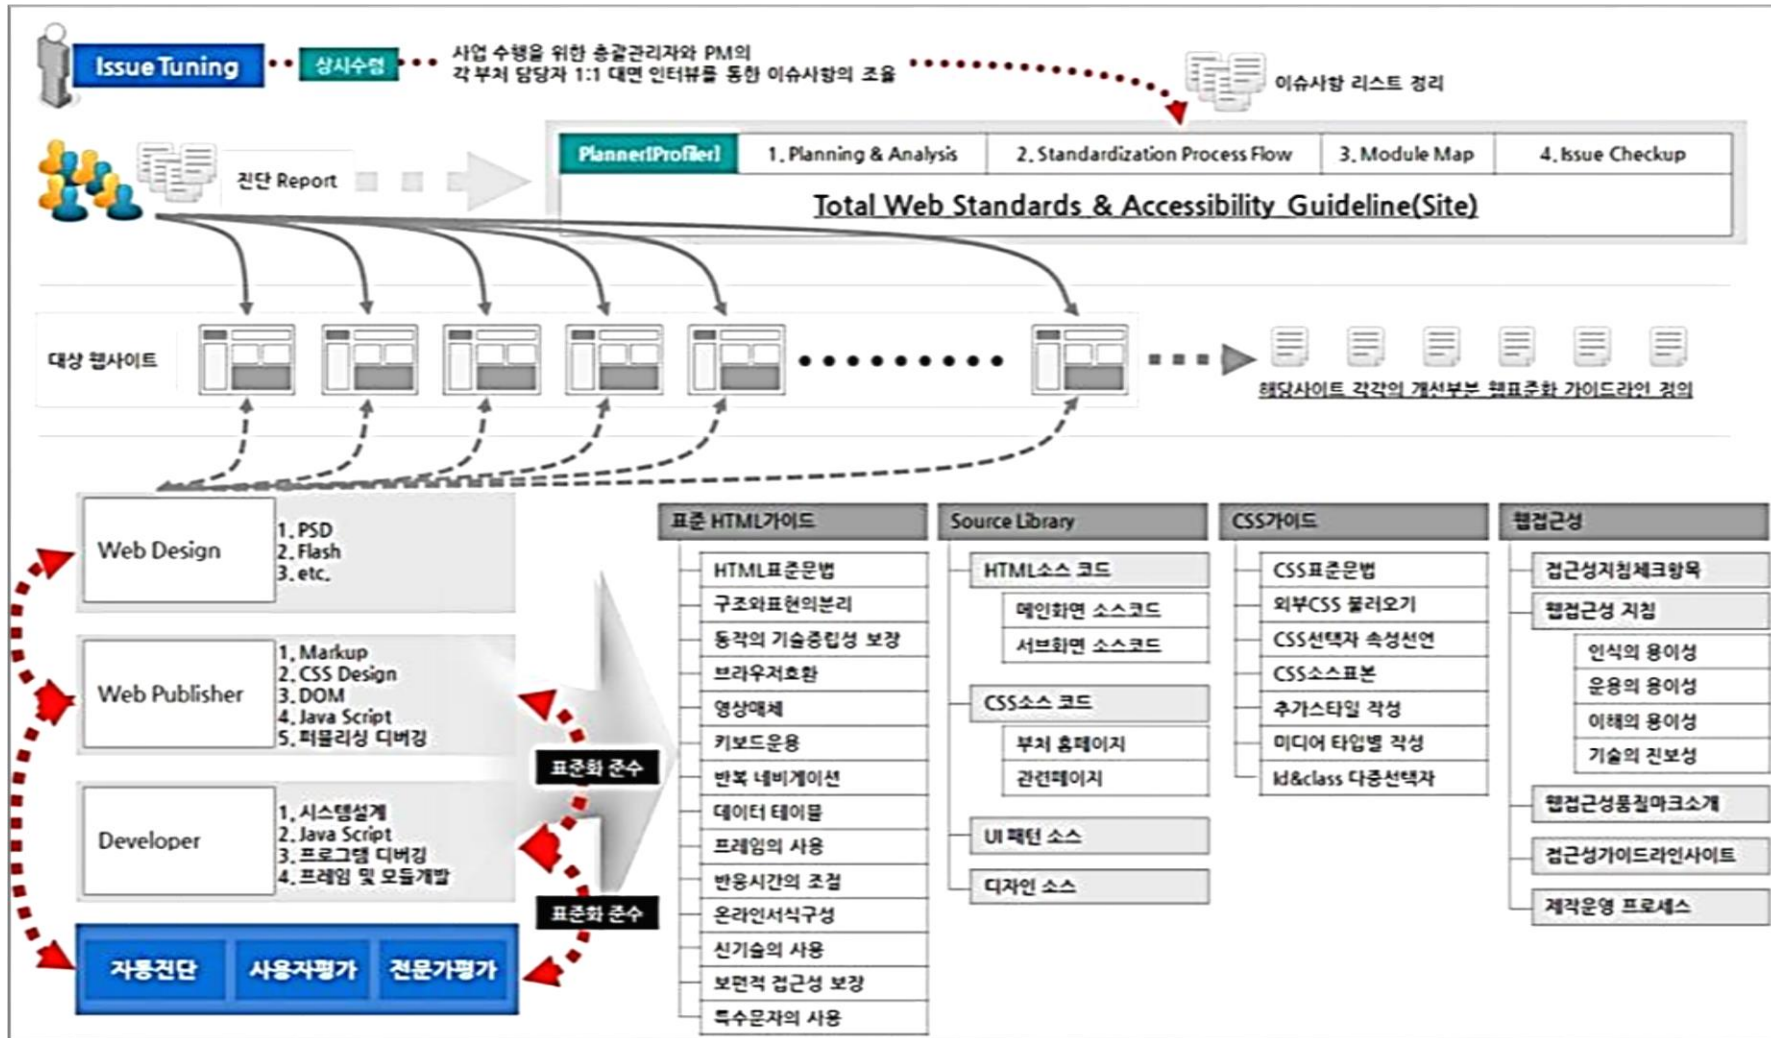 Issue Tuning
상시수렴
사업 수행을 위한 총괄관리자와 PM의
각 부처 담당자 1:1 대면 인터뷰를 통한 이슈사항의 조율
이슈사항 리스트 정리
진단 Report
Planner[Profiler]
1. Planning & Analysis
2. Standardization Process Flow
3. Module Map
4. Issue Checkup
Total Web Standards & Accessibility Guideline(Site)
대상 웹사이트
해당사이트 각각의 개선부분 웹표준화 가이드라인 정의
Web Design
1. PSD
2. Flash
3. etc.
Web Publisher
1. Markup
2. CSS Design
3. DOM
4. Java Script
5. 퍼블리싱 디버깅
Developer
1. 시스템설계
2. Java Script
3. 프로그램 디버깅
4. 프레임 및 모듈개발
표준화 준수
표준화 준수
자동진단
사용자평가
전문가평가
표준 HTML가이드
HTML표준문법
구조와표현의분리
동작의 기술중립성 보장
브라우저호환
영상매체
키보드운용
반복 네비게이션
데이터 테이블
프레임의 사용
반응시간의 조절
온라인서식구성
신기술의 사용
보편적 접근성 보장
특수문자의 사용
Source Library
HTML소스 코드
메인화면 소스코드
서브화면 소스코드
CSS소스 코드
부처 홈페이지
관련페이지
UI 패턴 소스
디자인 소스
CSS가이드
CSS표준문법
외부CSS 불러오기
CSS선택자 속성선언
CSS소스표본
추가스타일 작성
미디어 타입별 작성
Id&class 다중선택자
웹접근성
접근성지침체크항목
웹접근성 지침
인식의 용이성
운용의 용이성
이해의 용이성
기술의 진보성
웹접근성품질마크소개
접근성가이드라인사이트
제작운영 프로세스